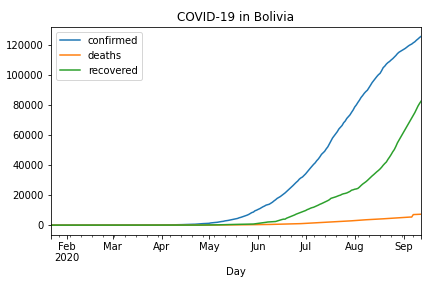 COVID-19 in Bolivia
confirmed
deaths
recovered
120000
100000
80000
60000
40000
20000
0
Feb Mar Apr May Jun Jul Aug Sep
2020
Day